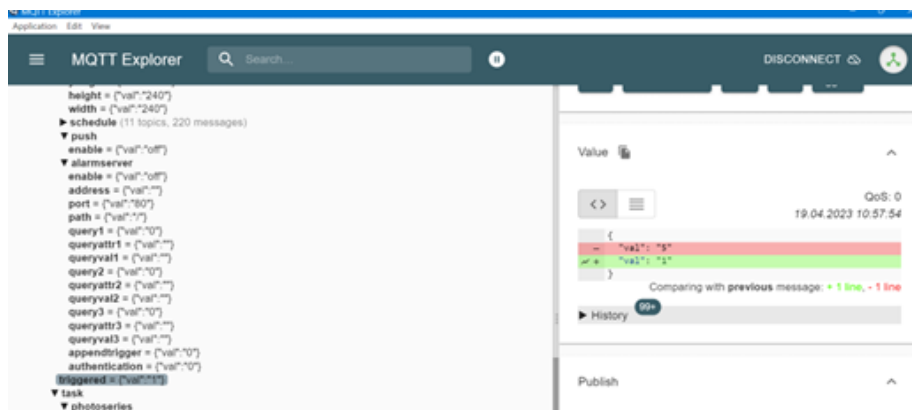 MQTT Explorer
Application Edit View
MQTT Explorer
Search...
DISCONNECT
height = {"val":"240"}
width = {"val":"240"}
▶ schedule (11 topics, 220 messages)
▼ push
enable = {"val":"off"}
▼ alarmserver
enable = {"val":"off"}
address = {"val":""}
port = {"val":"80"}
path = {"val":"/"}
query1 = {"val":"0"}
queryattr1 = {"val":""}
queryval1 = {"val":""}
query2 = {"val":"0"}
queryattr2 = {"val":""}
queryval2 = {"val":""}
query3 = {"val":"0"}
queryattr3 = {"val":""}
queryval3 = {"val":""}
appendtrigger = {"val":"0"}
authentication = {"val":"0"}
triggered = {"val":"1"}
▼ task
▼ photoseries
Value
QoS: 0
19.04.2023 10:57:54
{
- "val": "5"
+ "val": "1"
}
Comparing with previous message: + 1 line, - 1 line
▶ History 99+
Publish